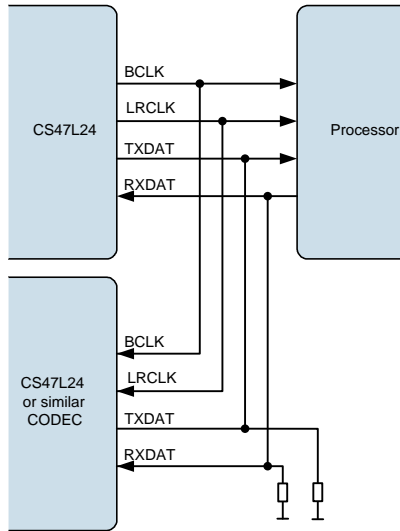 BCLK
LRCLK
CS47L24
Processor
TXDAT
RXDAT
BCLK
LRCLK
CS47L24
or similar
CODEC
TXDAT
RXDAT